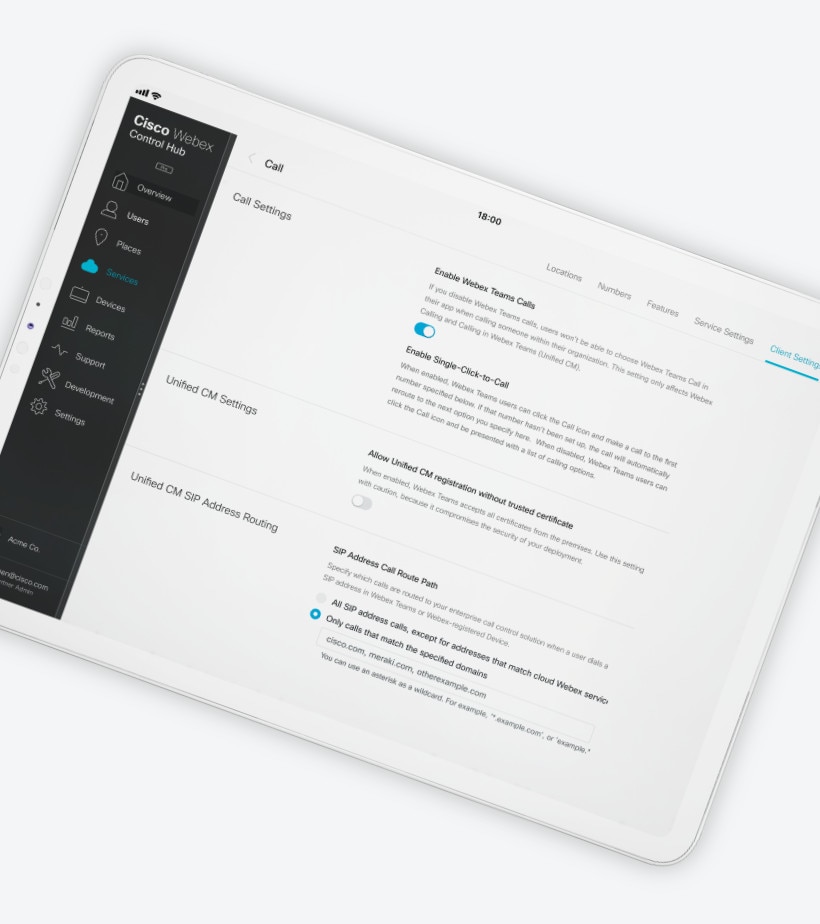 Cisco Webex
Control Hub
Overview
Users
Places
Services
Devices
Reports
Support
Development
Settings
Acme Co.
18:00
Call
Locations
Numbers
Features
Service Settings
Client Settings
Call Settings
Enable Webex Teams Calls
If you disable Webex Teams calls, users won't be able to choose Webex Teams Call in
their app when calling someone within their organization. This setting only affects Webex
Calling and Calling in Webex Teams (Unified CM).
Enable Single-Click-to-Call
When enabled, Webex Teams users can click the Call icon and make a call to the first
number specified below. If that number hasn't been set up, the call will automatically
reroute to the next option you specify here. When disabled, Webex Teams users can
click the Call icon and be presented with a list of calling options.
Unified CM Settings
Allow Unified CM registration without trusted certificate
When enabled, Webex Teams accepts all certificates from the premises. Use this setting
with caution, because it compromises the security of your deployment.
Unified CM SIP Address Routing
SIP Address Call Route Path
Specify which calls are routed to your enterprise call control solution when a user dials a
SIP address in Webex Teams or Webex-registered Device.
All SIP address calls, except for addresses that match cloud Webex servic
Only calls that match the specified domains
cisco.com, meraki.com, otherexample.com
You can use an asterisk as a wildcard. For example, '*.example.com', or 'example.*